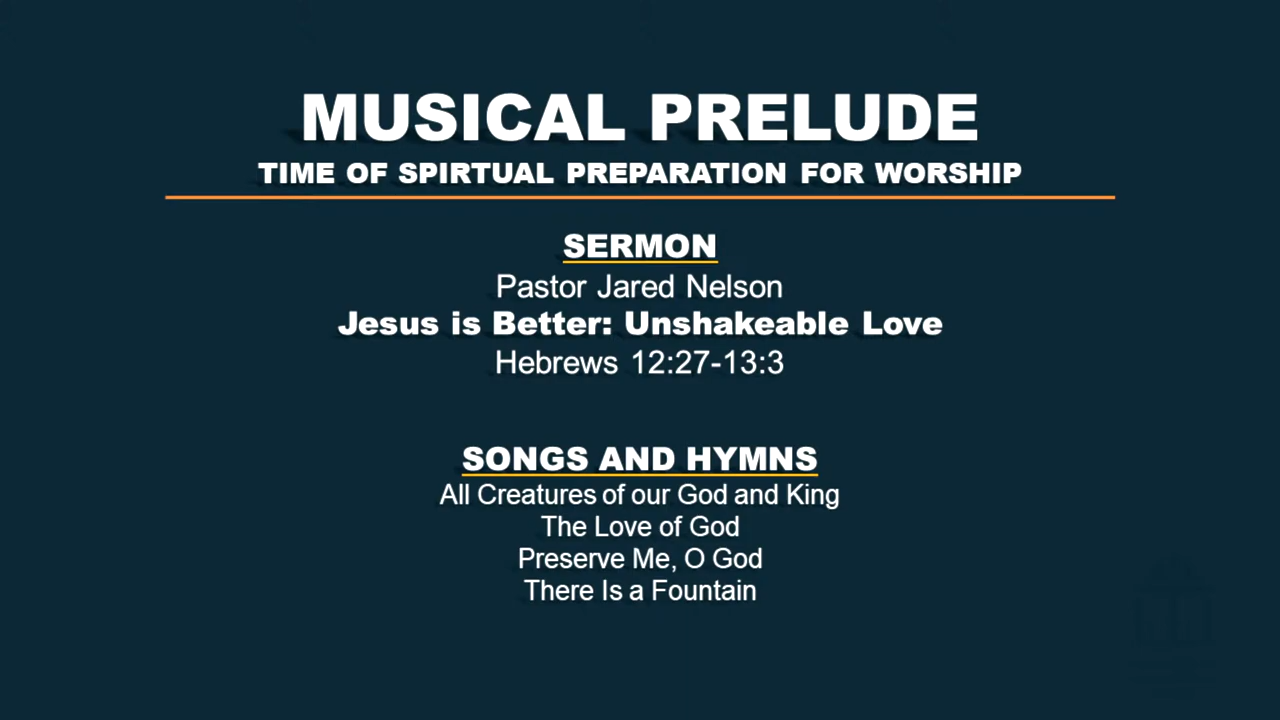 MUSICAL PRELUDE
TIME OF SPIRTUAL PREPARATION FOR WORSHIP
SERMON
Pastor Jared Nelson
Jesus is Better: Unshakeable Love
Hebrews 12:27-13:3
SONGS AND HYMNS
All Creatures of our God and King
The Love of God
Preserve Me, O God
There Is a Fountain